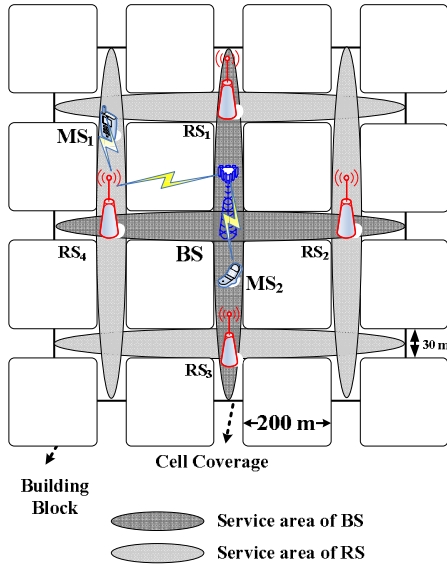 RS1
MS1
RS4
BS
RS2
MS2
RS3
30 m
200 m
Cell Coverage
Building
Block
Service area of BS
Service area of RS